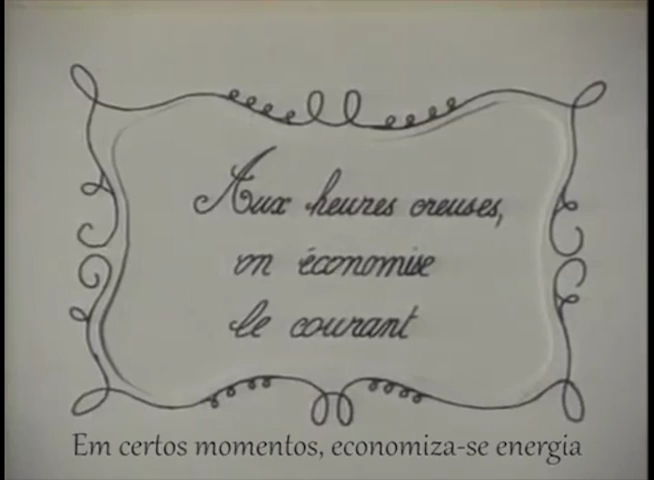 Aux heures creuses,
on économise
le courant
Em certos momentos, economiza-se energia